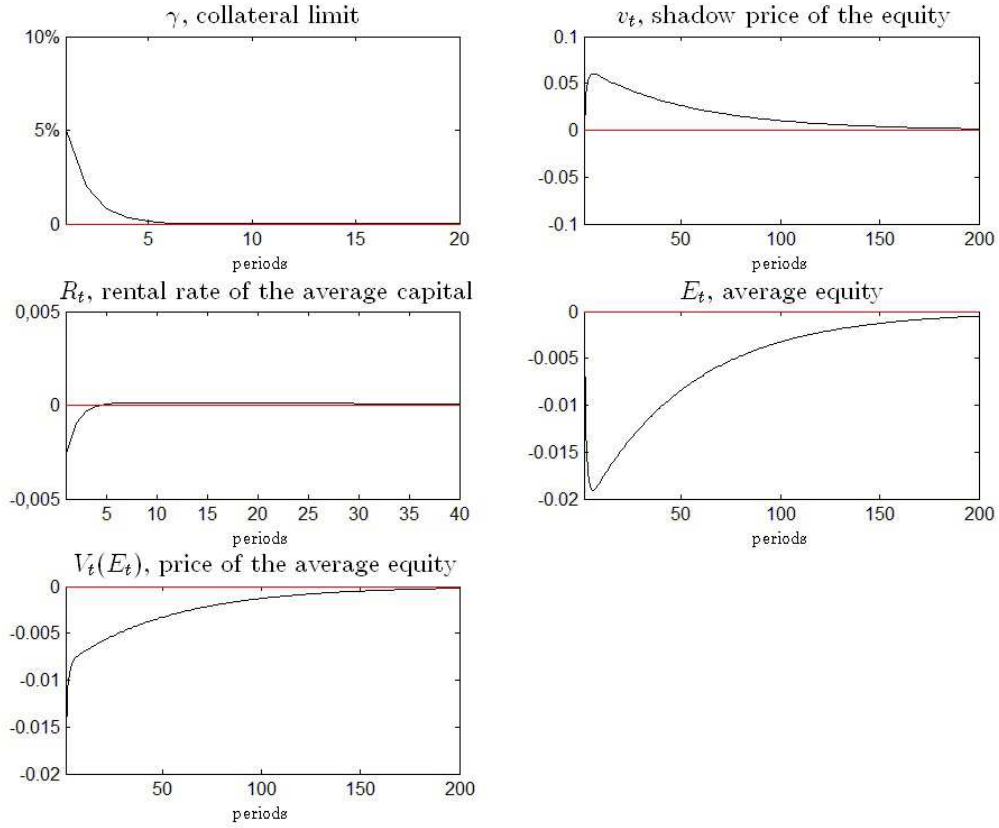 γ, collateral limit
10%
5%
0
5 10 15 20
periods
v_t, shadow price of the equity
0.1
0.05
0
-0.05
-0.1
50 100 150 200
periods
R_t, rental rate of the average capital
0,005
0
-0,005
5 10 15 20 25 30 35 40
periods
E_t, average equity
0
-0.005
-0.01
-0.015
-0.02
50 100 150 200
periods
V_t(E_t), price of the average equity
0
-0.005
-0.01
-0.015
-0.02
50 100 150 200
periods